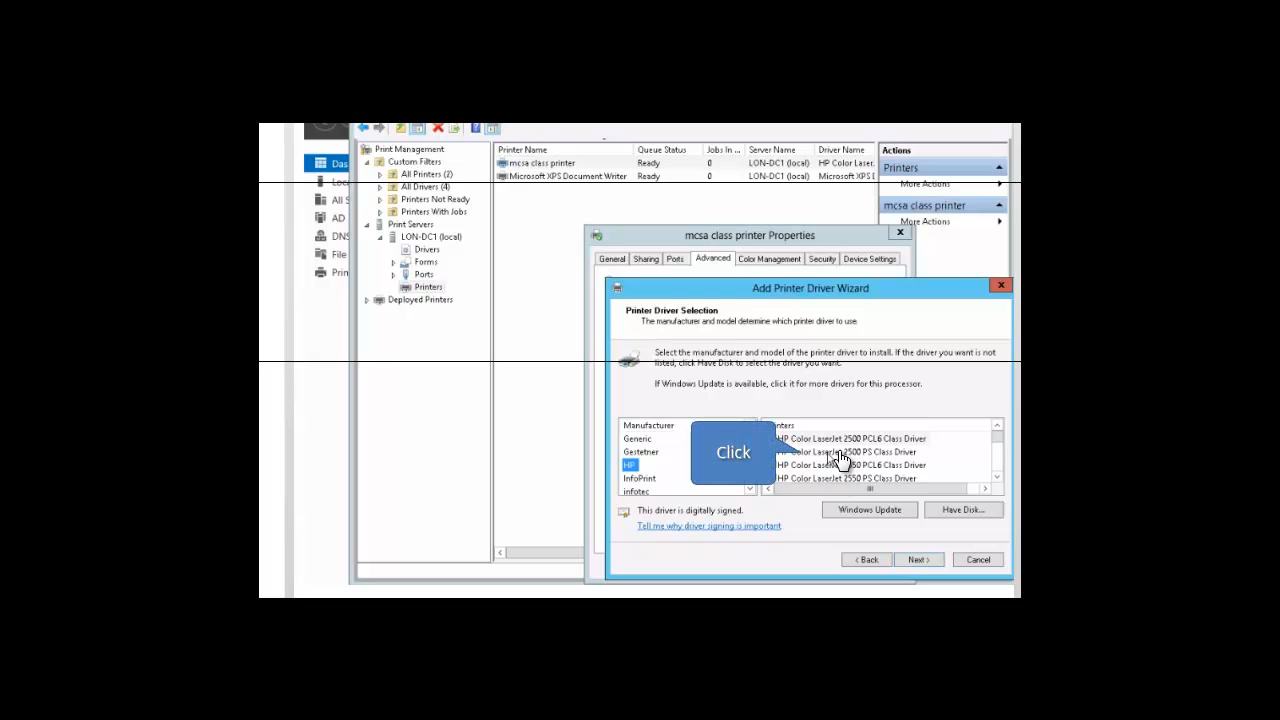 Print Management
Custom Filters
All Printers (2)
All Drivers (4)
Printers Not Ready
Printers With Jobs
Print Servers
LON-DC1 (local)
Drivers
Forms
Ports
Printers
Deployed Printers
Das
All S
AD
DNS
File
Prin
Printer Name Queue Status Jobs In ... Server Name Driver Name
mcsa class printer Ready 0 LON-DC1 (local) HP Color Laser.
Microsoft XPS Document Writer Ready 0 LON-DC1 (local) Microsoft XPS
Actions
Printers
More Actions
mcsa class printer
More Actions
mcsa class printer Properties
General Sharing Ports Advanced Color Management Security Device Settings
Add Printer Driver Wizard
Printer Driver Selection
The manufacturer and model determine which printer driver to use.
Select the manufacturer and model of the printer driver to install. If the driver you want is not
listed, click Have Disk to select the driver you want.
If Windows Update is available, click it for more drivers for this processor.
Manufacturer
Generic
Gestetner
HP
InfoPrint
infotec
Click
nters
HP Color LaserJet 2500 PCL6 Class Driver
HP Color LaserJet 2500 PS Class Driver
HP Color LaserJet 2550 PCL6 Class Driver
HP Color LaserJet 2550 PS Class Driver
This driver is digitally signed.
Tell me why driver signing is important
Windows Update Have Disk...
< Back Next > Cancel